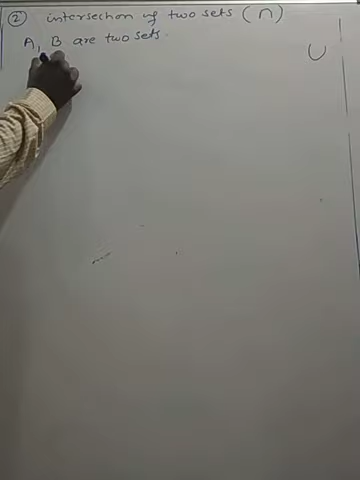 ② intersection of two sets (∩)
A, B are two sets.
∪